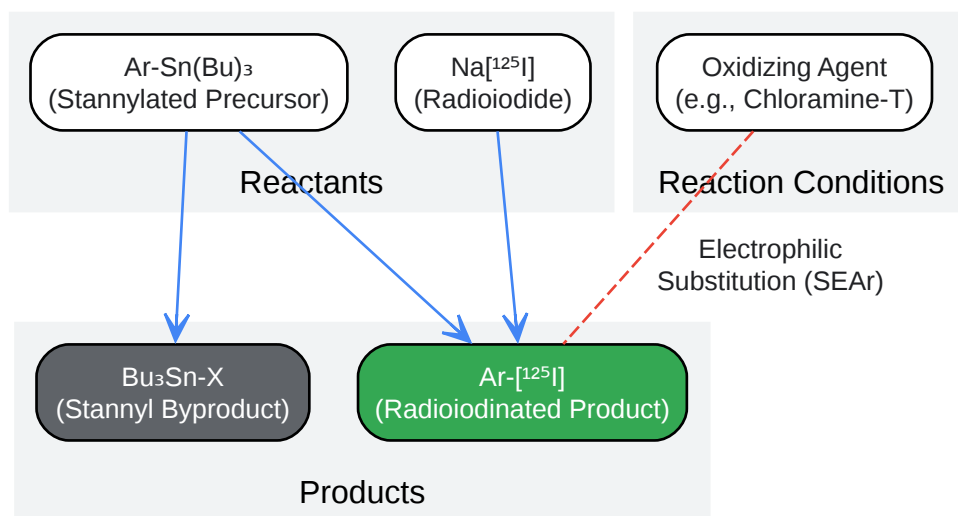 Ar-Sn(Bu)₃
(Stannylated Precursor)
Na[¹²⁵I]
(Radioiodide)
Oxidizing Agent
(e.g., Chloramine-T)
Reactants
Reaction Conditions
Electrophilic
Substitution (SEAr)
Bu₃Sn-X
(Stannyl Byproduct)
Ar-[¹²⁵I]
(Radioiodinated Product)
Products